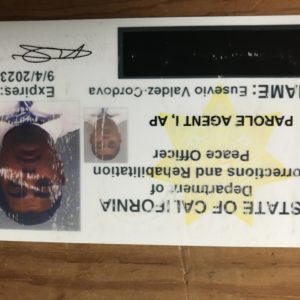 STATE OF CALIFORNIA
Department of
Corrections and Rehabilitation
Peace Officer
PAROLE AGENT I, AP
NAME: Eusevio Valdez-Cordova
Expires:
9/4/2023